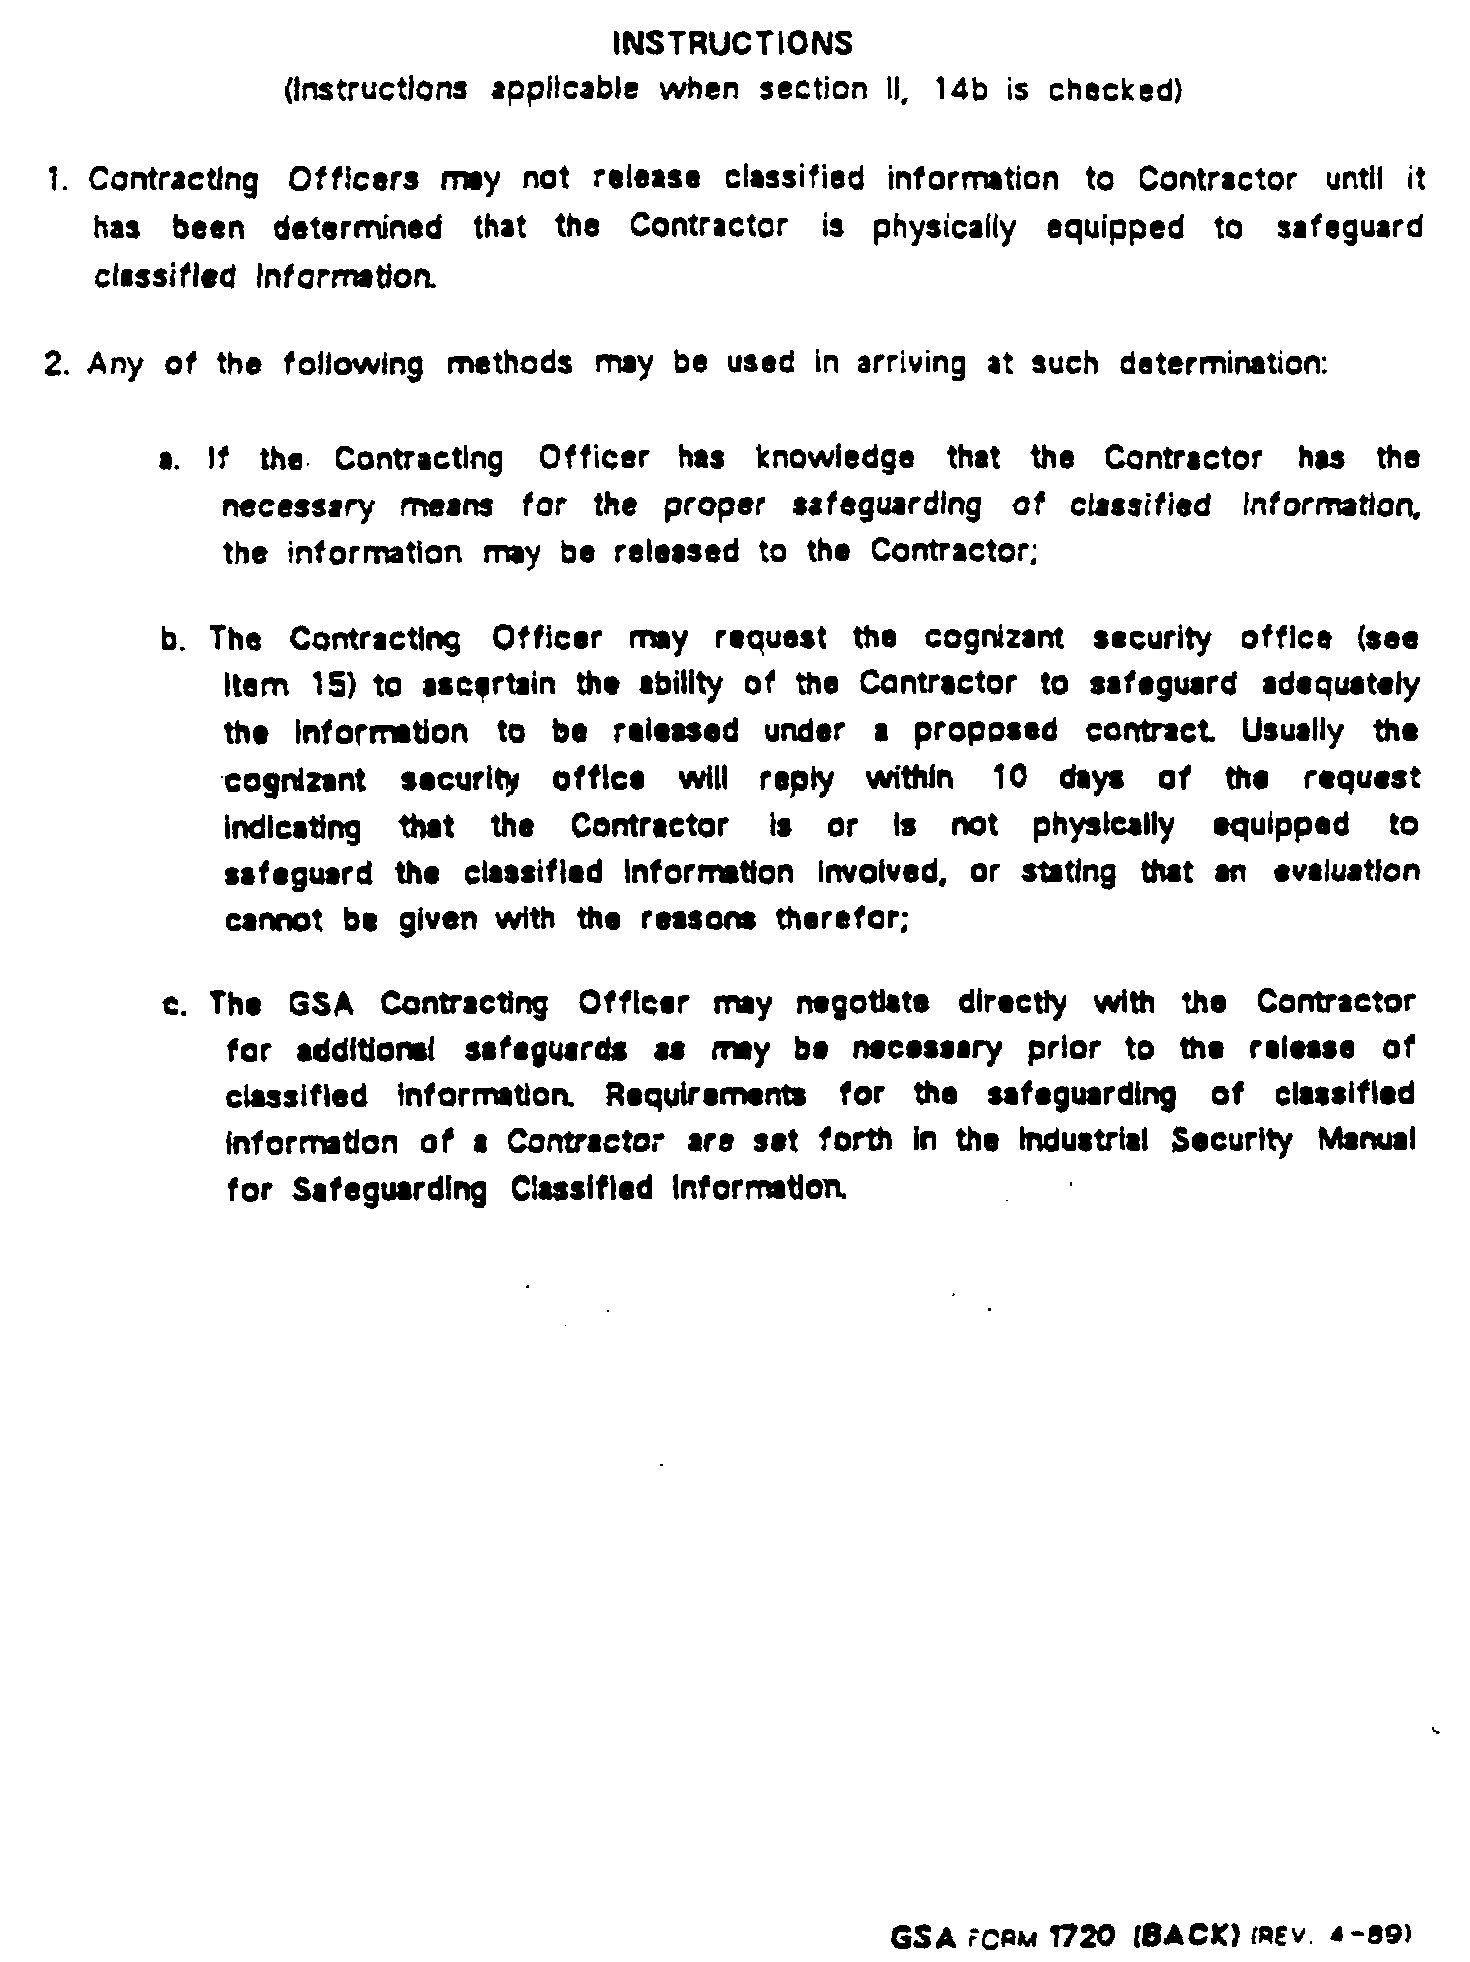 INSTRUCTIONS
(Instructions applicable when section II, 14b is checked)
1. Contracting Officers may not release classified information to Contractor until it
has been determined that the Contractor is physically equipped to safeguard
classified information.
2. Any of the following methods may be used in arriving at such determination:
a. If the Contracting Officer has knowledge that the Contractor has the
necessary means for the proper safeguarding of classified information,
the information may be released to the Contractor;
b. The Contracting Officer may request the cognizant security office (see
Item 15) to ascertain the ability of the Contractor to safeguard adequately
the information to be released under a proposed contract. Usually the
cognizant security office will reply within 10 days of the request
indicating that the Contractor is or is not physically equipped to
safeguard the classified information involved, or stating that an evaluation
cannot be given with the reasons therefor;
c. The GSA Contracting Officer may negotiate directly with the Contractor
for additional safeguards as may be necessary prior to the release of
classified information. Requirements for the safeguarding of classified
information of a Contractor are set forth in the Industrial Security Manual
for Safeguarding Classified Information.
GSA FORM 1720 (BACK) (REV. 4-89)